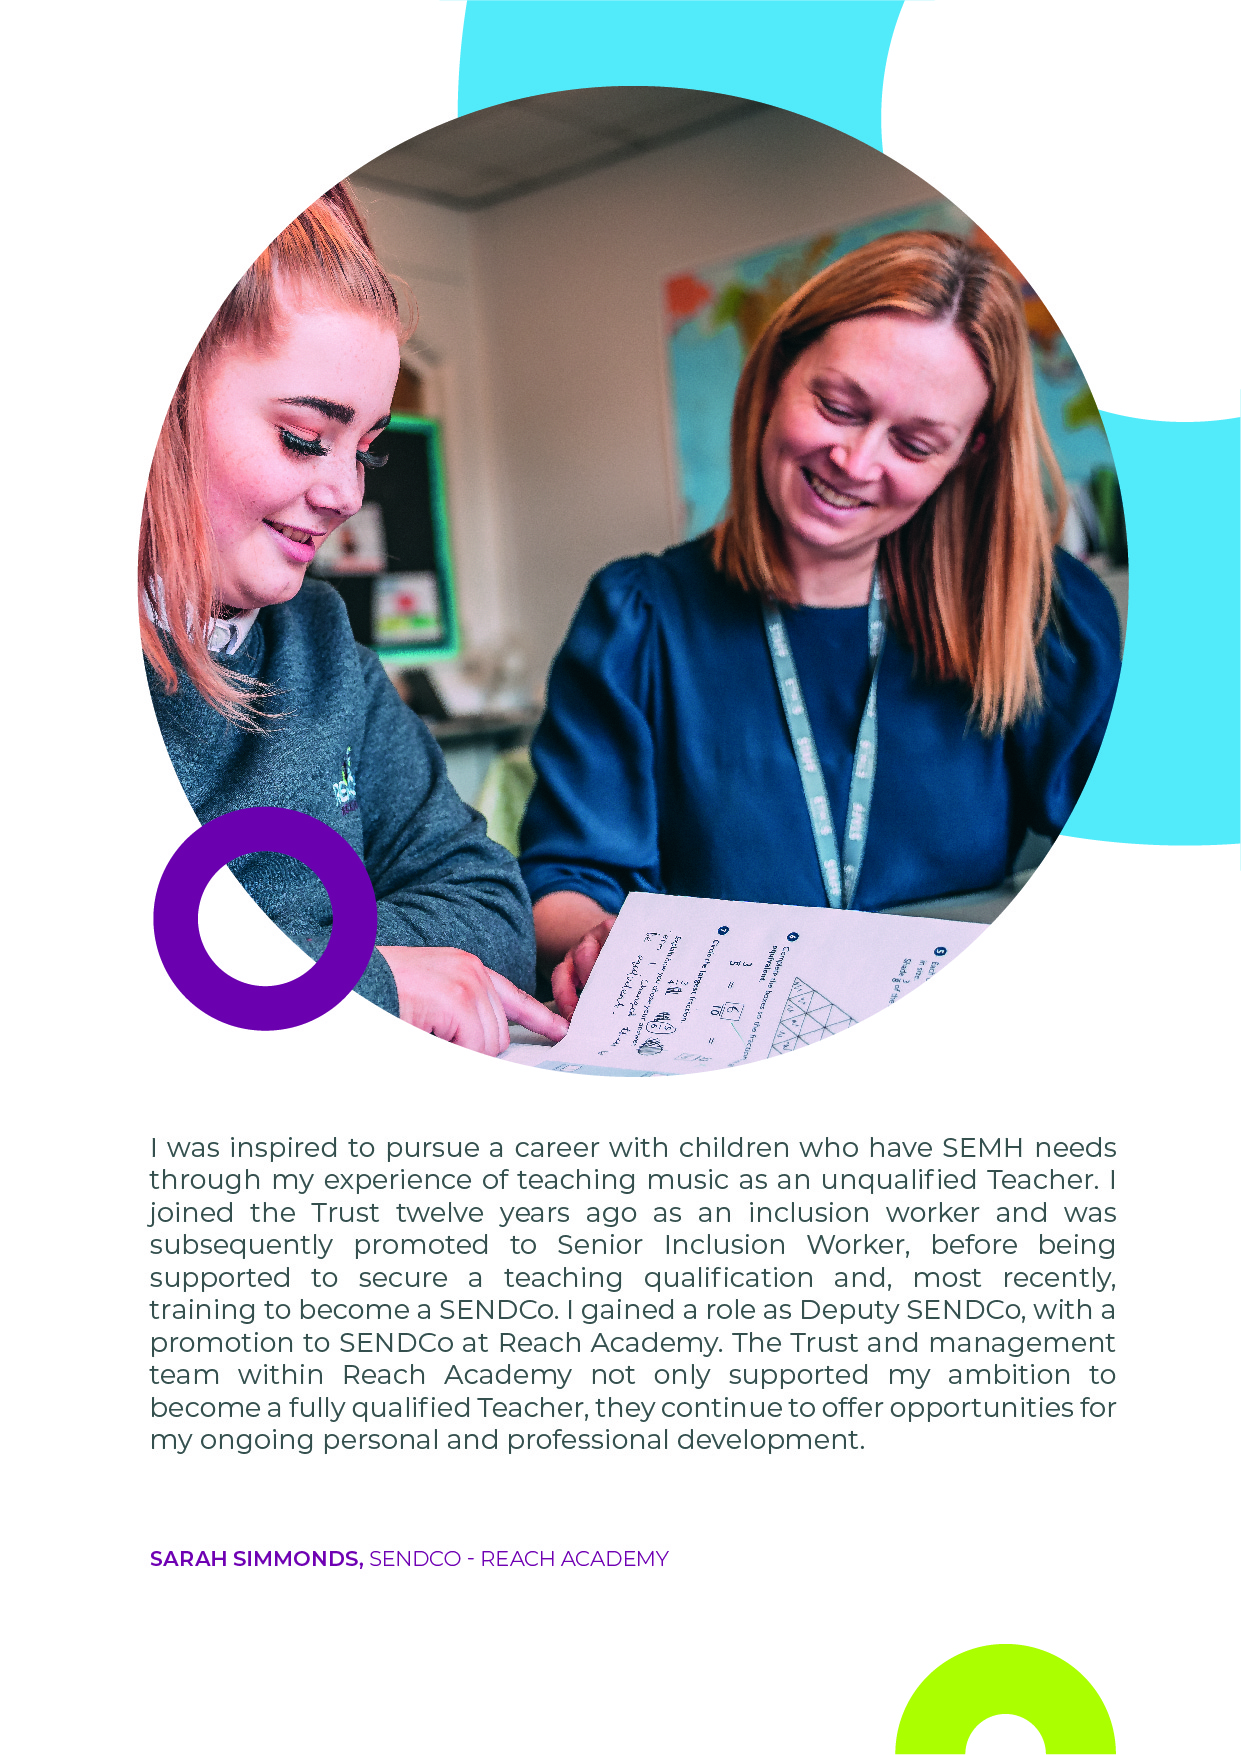 I was inspired to pursue a career with children who have SEMH needs
through my experience of teaching music as an unqualified Teacher. I
joined the Trust twelve years ago as an inclusion worker and was
subsequently promoted to Senior Inclusion Worker, before being
supported to secure a teaching qualification and, most recently,
training to become a SENDCo. I gained a role as Deputy SENDCo, with a
promotion to SENDCo at Reach Academy. The Trust and management
team within Reach Academy not only supported my ambition to
become a fully qualified Teacher, they continue to offer opportunities for
my ongoing personal and professional development.
SARAH SIMMONDS, SENDCO - REACH ACADEMY